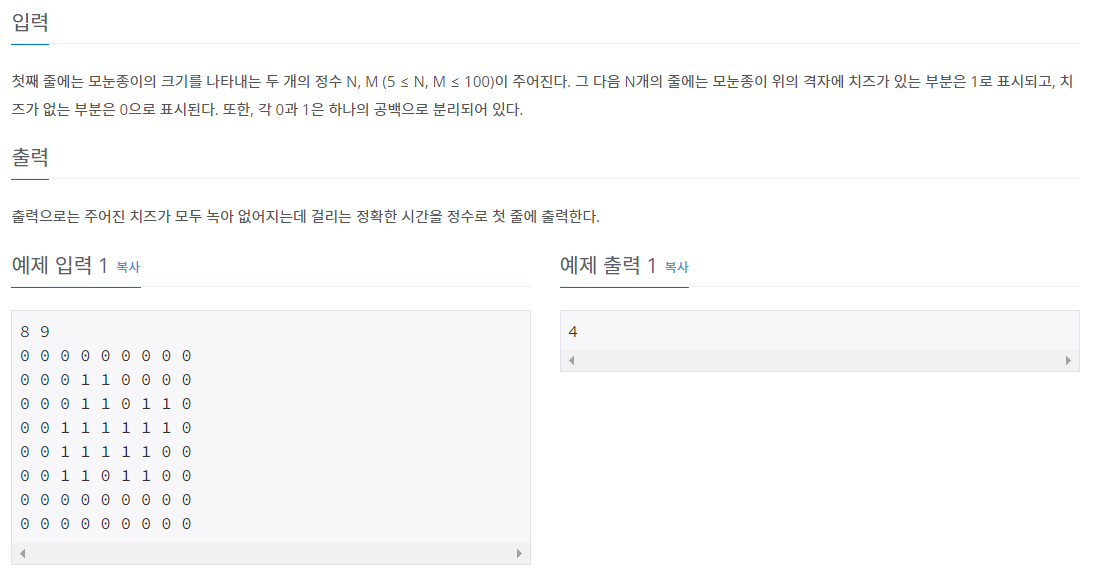 입력
첫째 줄에는 모눈종이의 크기를 나타내는 두 개의 정수 N, M (5 ≤ N, M ≤ 100)이 주어진다. 그 다음 N개의 줄에는 모눈종이 위의 격자에 치즈가 있는 부분은 1로 표시되고, 치
즈가 없는 부분은 0으로 표시된다. 또한, 각 0과 1은 하나의 공백으로 분리되어 있다.
출력
출력으로는 주어진 치즈가 모두 녹아 없어지는데 걸리는 정확한 시간을 정수로 첫 줄에 출력한다.
예제 입력 1 복사
8 9
0 0 0 0 0 0 0 0 0
0 0 0 1 1 0 0 0 0
0 0 0 1 1 0 1 1 0
0 0 1 1 1 1 1 1 0
0 0 1 1 1 1 1 0 0
0 0 1 1 0 1 1 0 0
0 0 0 0 0 0 0 0 0
0 0 0 0 0 0 0 0 0
예제 출력 1 복사
4